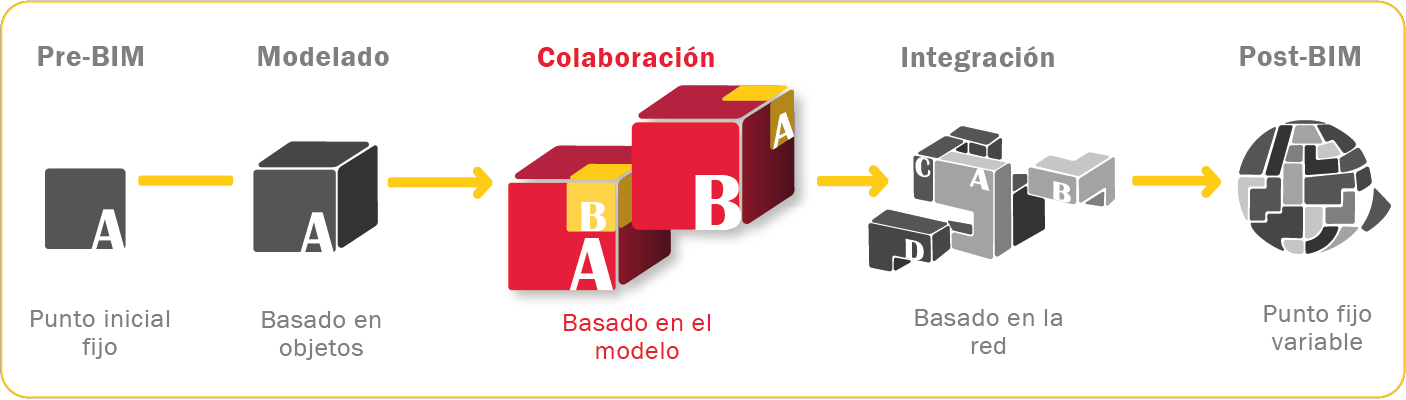 Pre-BIM
Modelado
Colaboración
Integración
Post-BIM
A
A
B
A
B
A
C
A
B
D
Punto inicial
fijo
Basado en
objetos
Basado en el
modelo
Basado en la
red
Punto fijo
variable